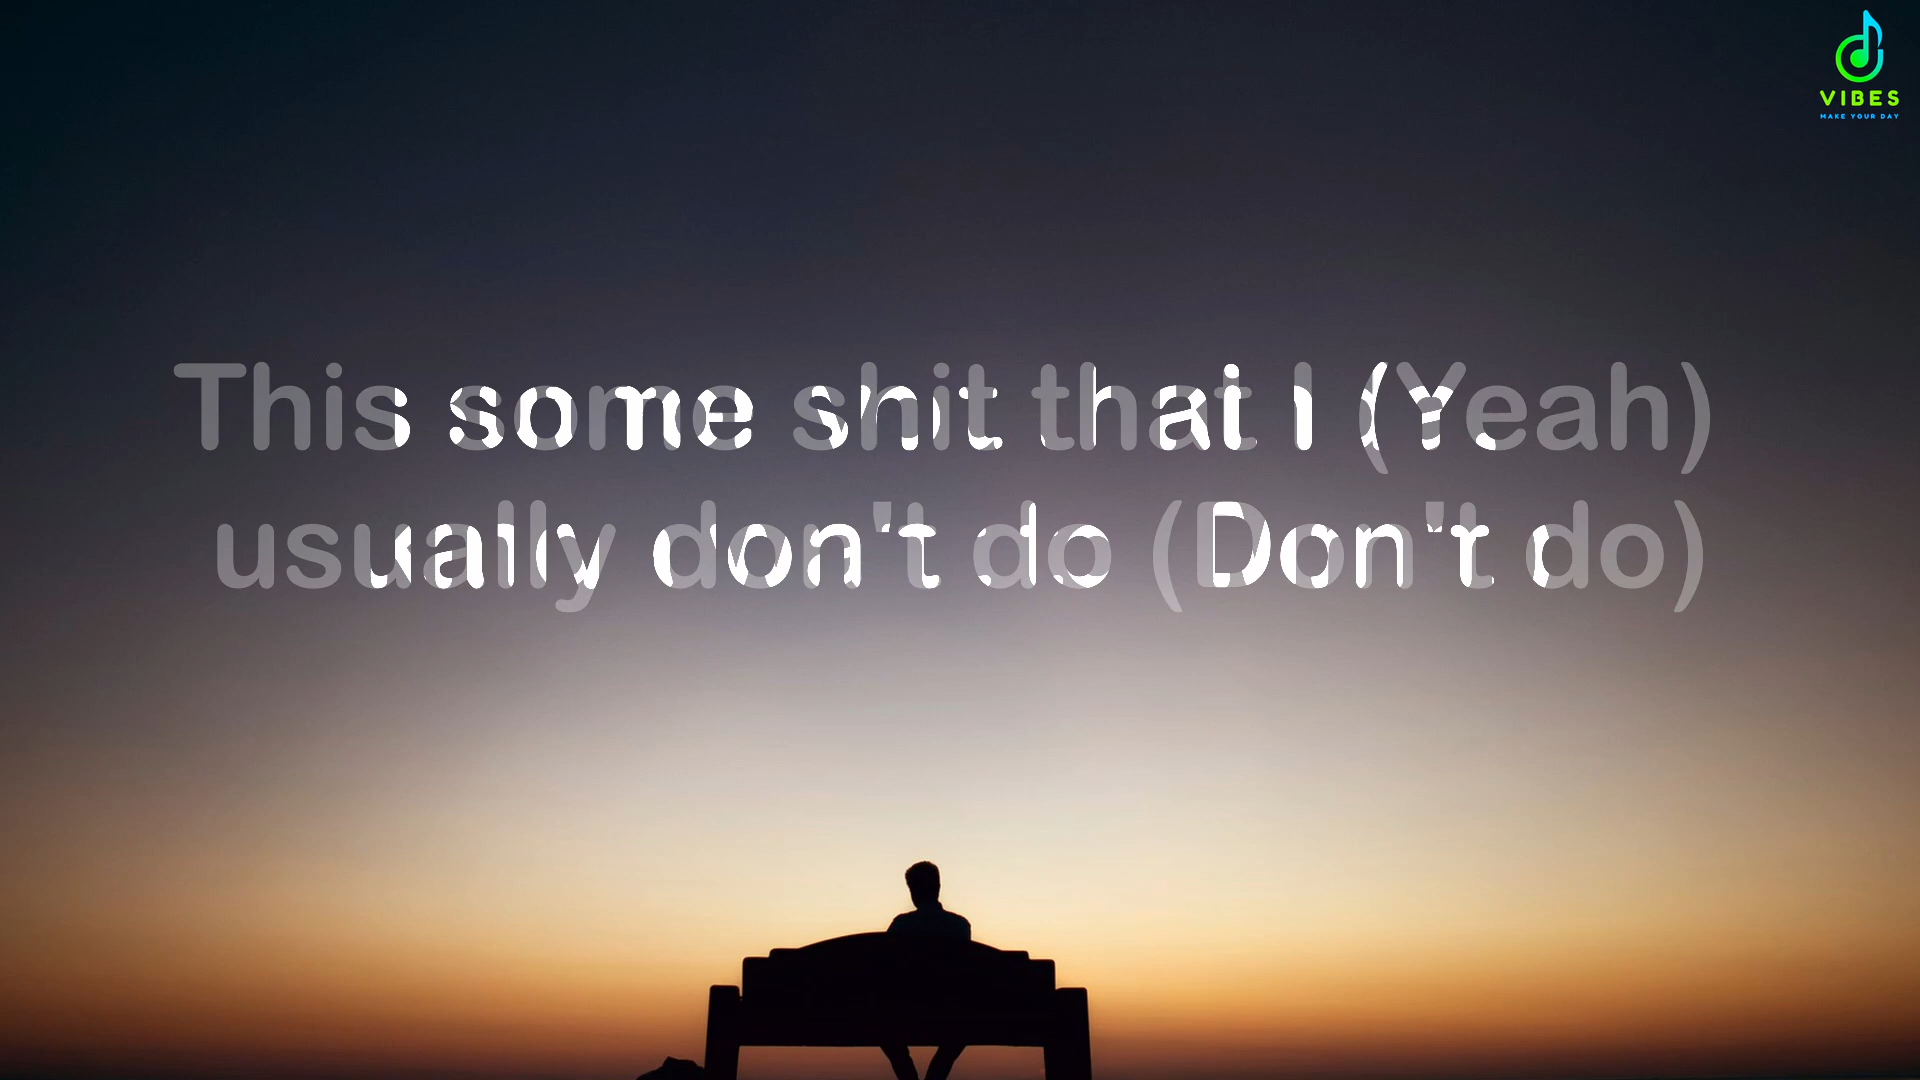 VIBES
MAKE YOUR DAY
This some shit that I (Yeah)
usually don't do (Don't do)